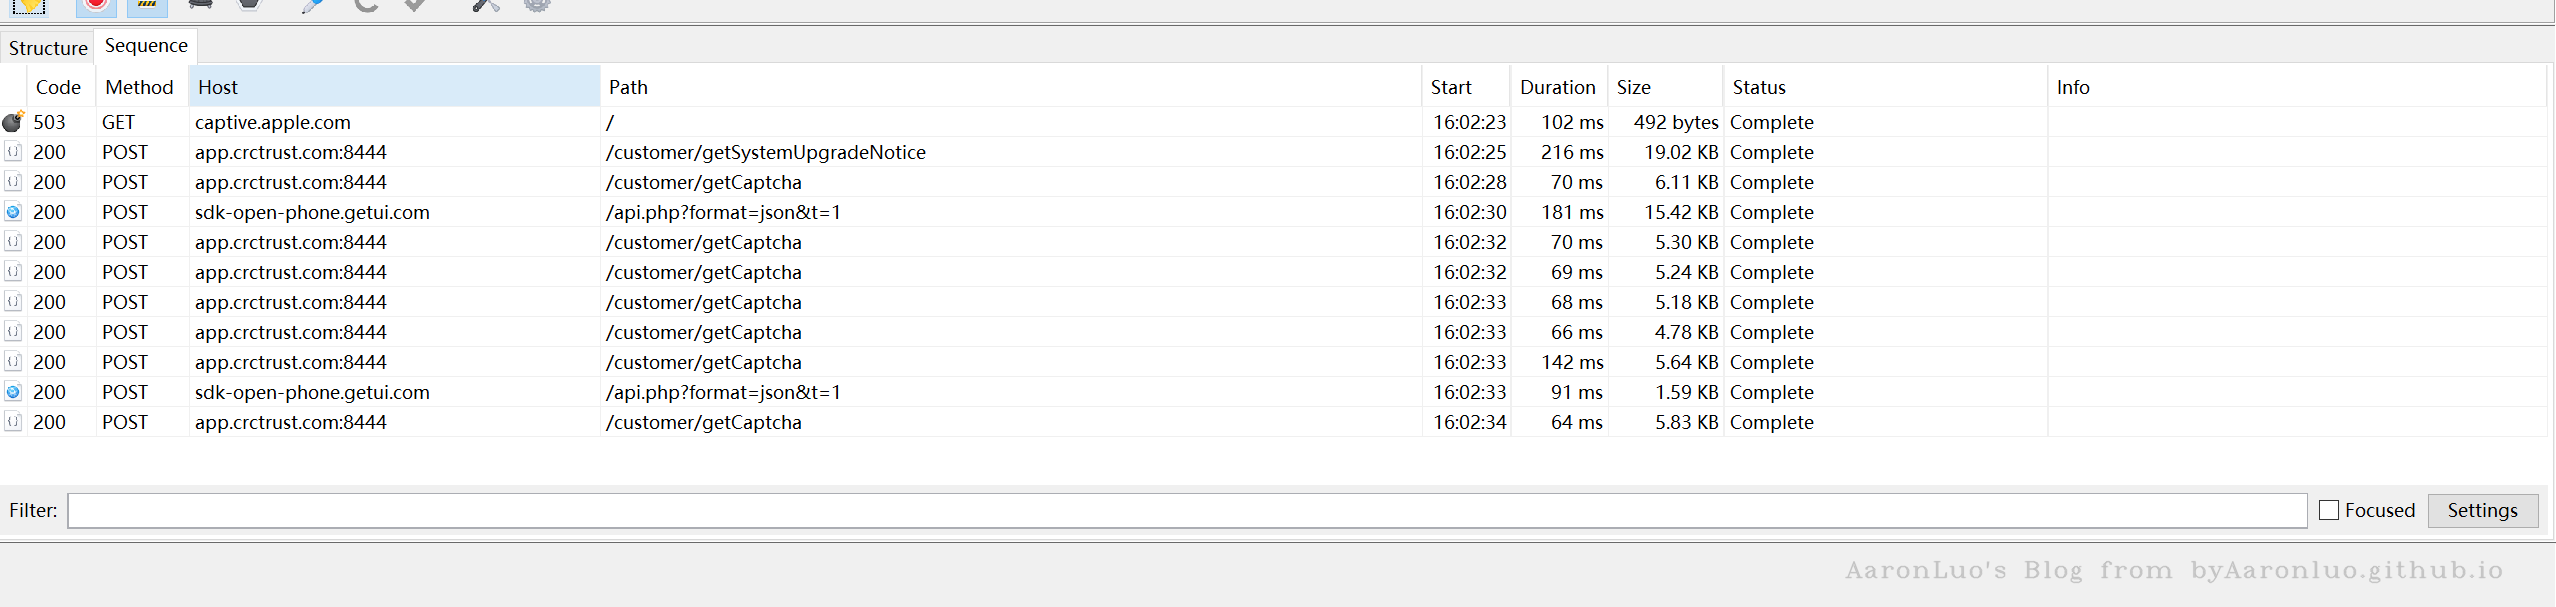 Structure Sequence
Code Method Host Path Start Duration Size Status Info
503 GET captive.apple.com / 16:02:23 102 ms 492 bytes Complete
200 POST app.crctrust.com:8444 /customer/getSystemUpgradeNotice 16:02:25 216 ms 19.02 KB Complete
200 POST app.crctrust.com:8444 /customer/getCaptcha 16:02:28 70 ms 6.11 KB Complete
200 POST sdk-open-phone.getui.com /api.php?format=json&t=1 16:02:30 181 ms 15.42 KB Complete
200 POST app.crctrust.com:8444 /customer/getCaptcha 16:02:32 70 ms 5.30 KB Complete
200 POST app.crctrust.com:8444 /customer/getCaptcha 16:02:32 69 ms 5.24 KB Complete
200 POST app.crctrust.com:8444 /customer/getCaptcha 16:02:33 68 ms 5.18 KB Complete
200 POST app.crctrust.com:8444 /customer/getCaptcha 16:02:33 66 ms 4.78 KB Complete
200 POST app.crctrust.com:8444 /customer/getCaptcha 16:02:33 142 ms 5.64 KB Complete
200 POST sdk-open-phone.getui.com /api.php?format=json&t=1 16:02:33 91 ms 1.59 KB Complete
200 POST app.crctrust.com:8444 /customer/getCaptcha 16:02:34 64 ms 5.83 KB Complete
Filter: Focused Settings
AaronLuo's Blog from byAaronluo.github.io